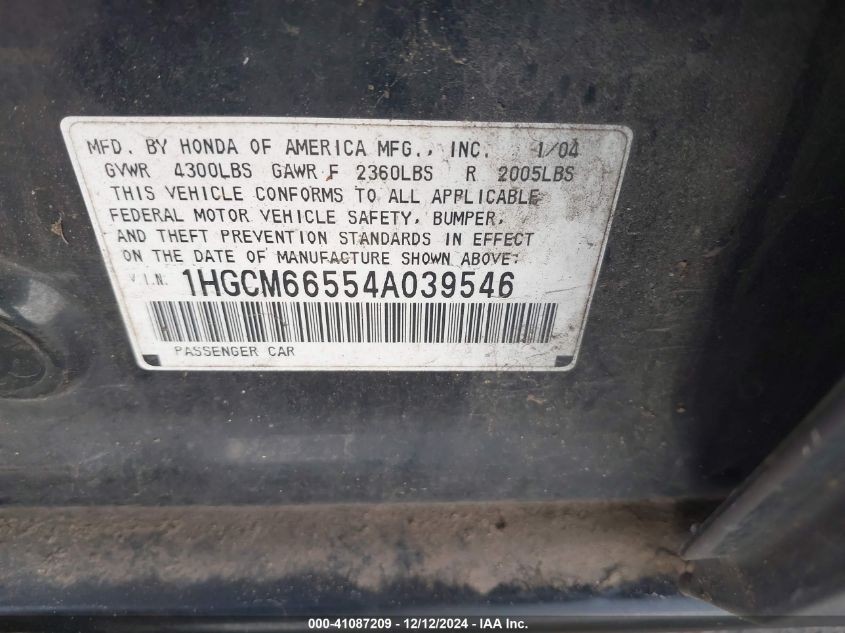 MFD. BY HONDA OF AMERICA MFG., INC. 1/04
GVWR 4300LBS GAWR F 2360LBS R 2005LBS
THIS VEHICLE CONFORMS TO ALL APPLICABLE
FEDERAL MOTOR VEHICLE SAFETY, BUMPER,
AND THEFT PREVENTION STANDARDS IN EFFECT
ON THE DATE OF MANUFACTURE SHOWN ABOVE:
V.I.N. 1HGCM66554A039546
PASSENGER CAR
000-41087209 - 12/12/2024 - © IAA Holdings, LLC.